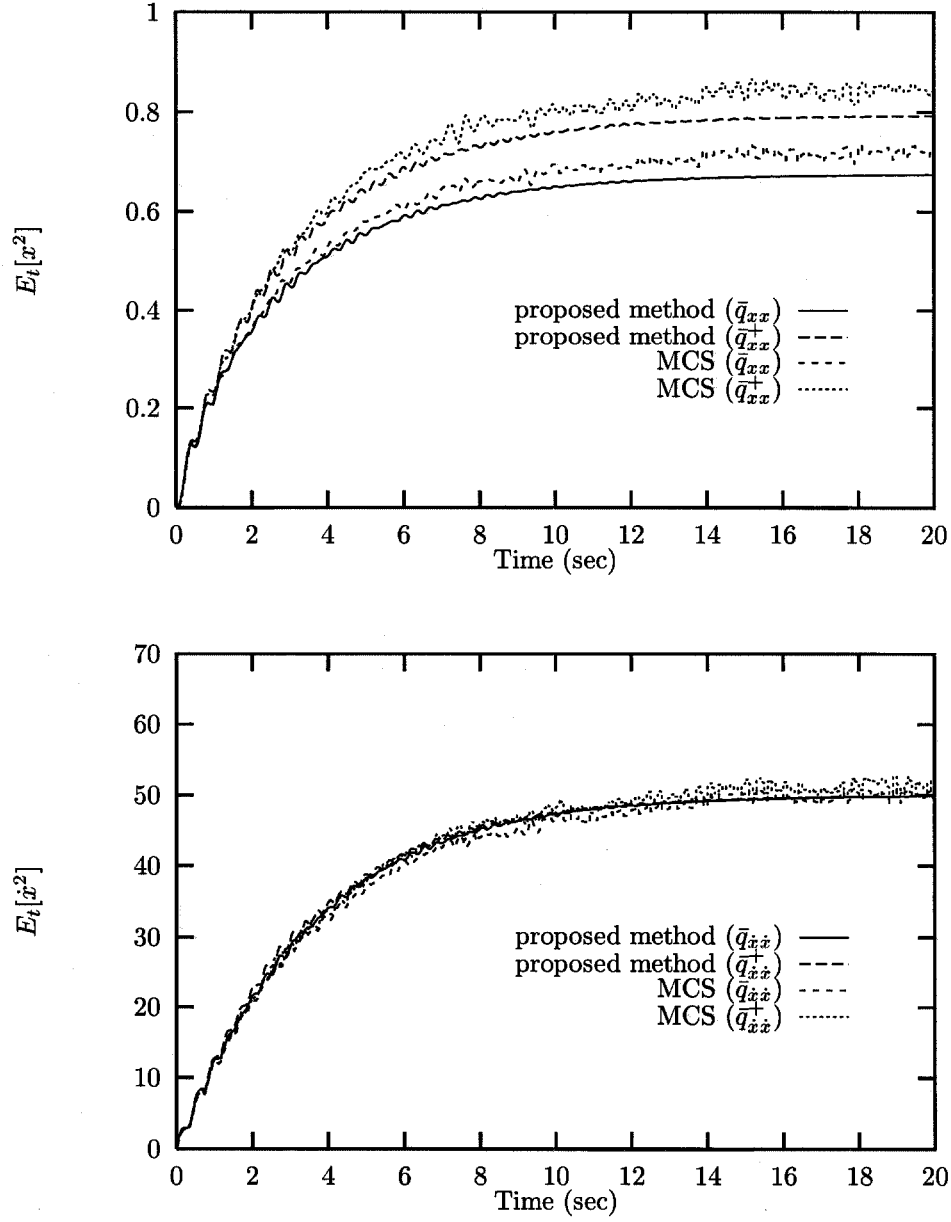 1
0.8
0.6
0.4
0.2
0
E_t[x²]
proposed method (q̄_xx)
proposed method (q̄⁺_xx)
MCS (q̄_xx)
MCS (q̄⁺_xx)
0 2 4 6 8 10 12 14 16 18 20
Time (sec)
70
60
50
40
30
20
10
0
E_t[ẋ²]
proposed method (q̄_ẋẋ)
proposed method (q̄⁺_ẋẋ)
MCS (q̄_ẋẋ)
MCS (q̄⁺_ẋẋ)
0 2 4 6 8 10 12 14 16 18 20
Time (sec)